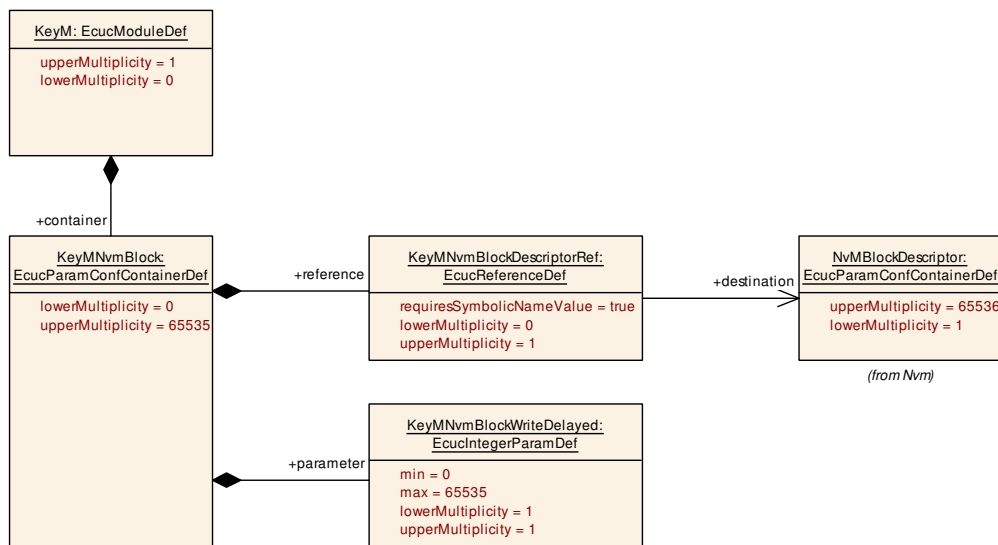 KeyM: EcucModuleDef
upperMultiplicity = 1
lowerMultiplicity = 0
+container
KeyMNvmBlock:
EcucParamConfContainerDef
lowerMultiplicity = 0
upperMultiplicity = 65535
+reference
KeyMNvmBlockDescriptorRef:
EcucReferenceDef
requiresSymbolicNameValue = true
lowerMultiplicity = 0
upperMultiplicity = 1
+destination
NvMBlockDescriptor:
EcucParamConfContainerDef
upperMultiplicity = 65536
lowerMultiplicity = 1
(from Nvm)
+parameter
KeyMNvmBlockWriteDelayed:
EcucIntegerParamDef
min = 0
max = 65535
lowerMultiplicity = 1
upperMultiplicity = 1